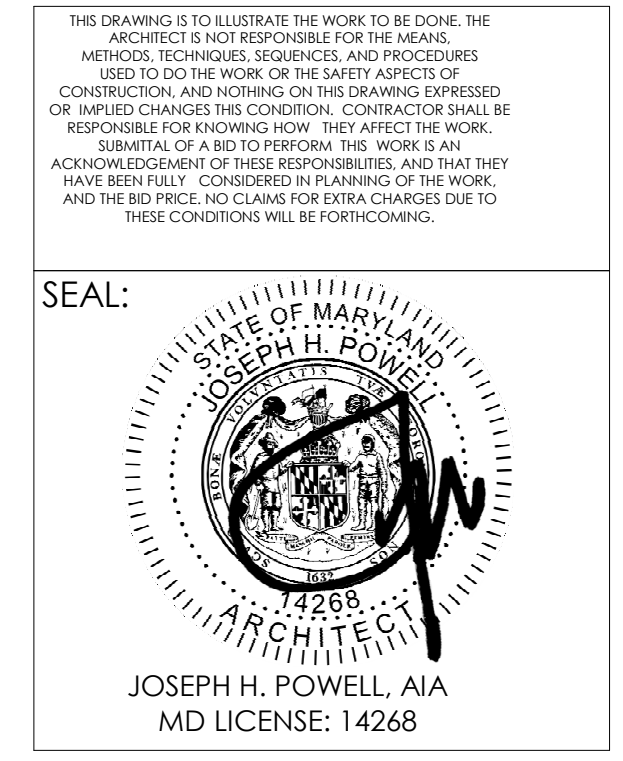 THIS DRAWING IS TO ILLUSTRATE THE WORK TO BE DONE. THE
ARCHITECT IS NOT RESPONSIBLE FOR THE MEANS,
METHODS, TECHNIQUES, SEQUENCES, AND PROCEDURES
USED TO DO THE WORK OR THE SAFETY ASPECTS OF
CONSTRUCTION, AND NOTHING ON THIS DRAWING EXPRESSED
OR IMPLIED CHANGES THIS CONDITION. CONTRACTOR SHALL BE
RESPONSIBLE FOR KNOWING HOW THEY AFFECT THE WORK.
SUBMITTAL OF A BID TO PERFORM THIS WORK IS AN
ACKNOWLEDGEMENT OF THESE RESPONSIBILITIES, AND THAT THEY
HAVE BEEN FULLY CONSIDERED IN PLANNING OF THE WORK,
AND THE BID PRICE. NO CLAIMS FOR EXTRA CHARGES DUE TO
THESE CONDITIONS WILL BE FORTHCOMING.
SEAL:
STATE OF MARYLAND
JOSEPH H. POWELL
BONÆ VOLVNTATIS TVÆ
1632
14268
ARCHITECT
JOSEPH H. POWELL, AIA
MD LICENSE: 14268